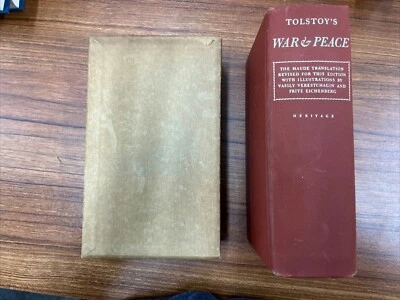 TOLSTOY'S
WAR & PEACE
THE MAUDE TRANSLATION
REVISED FOR THIS EDITION
WITH ILLUSTRATIONS BY
VASILY VERESTCHAGIN AND
FRITZ EICHENBERG
HERITAGE